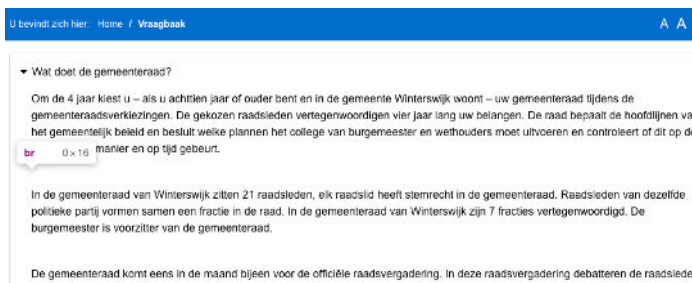 U bevindt zich hier: Home / Vraagbaak
A A
Wat doet de gemeenteraad?
Om de 4 jaar kiest u – als u achttien jaar of ouder bent en in de gemeente Winterswijk woont – uw gemeenteraad tijdens de
gemeenteraadsverkiezingen. De gekozen raadsleden vertegenwoordigen vier jaar lang uw belangen. De raad bepaalt de hoofdlijnen va
het gemeentelijk beleid en besluit welke plannen het college van burgemeester en wethouders moet uitvoeren en controleert of dit op d
br 0×16 manier en op tijd gebeurt.
In de gemeenteraad van Winterswijk zitten 21 raadsleden, elk raadslid heeft stemrecht in de gemeenteraad. Raadsleden van dezelfde
politieke partij vormen samen een fractie in de raad. In de gemeenteraad van Winterswijk zijn 7 fracties vertegenwoordigd. De
burgemeester is voorzitter van de gemeenteraad.
De gemeenteraad komt eens in de maand bijeen voor de officiële raadsvergadering. In deze raadsvergadering debatteren de raadslede